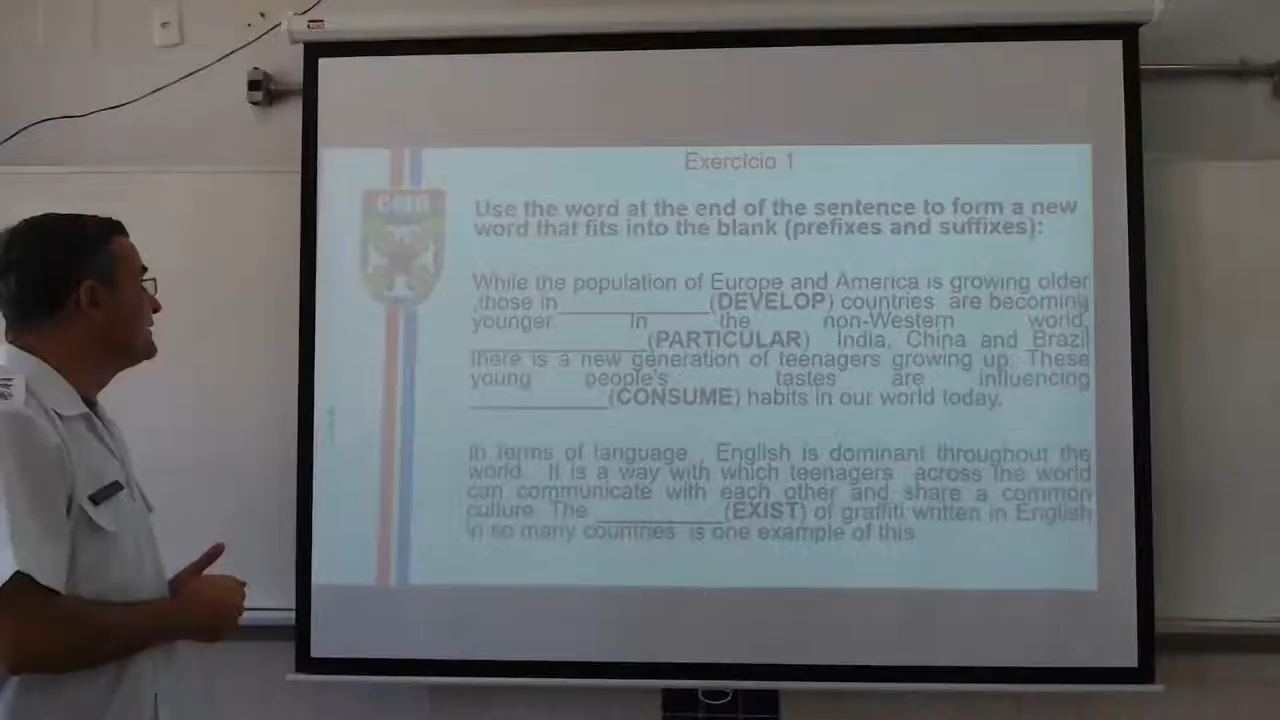 Exercício 1
Use the word at the end of the sentence to form a new
word that fits into the blank (prefixes and suffixes):
While the population of Europe and America is growing older
,those in ________________ (DEVELOP) countries are becoming
younger. In the non-Western world,
___________________ (PARTICULAR) India, China and Brazil
there is a new generation of teenagers growing up. These
young people's tastes are influencing
_______________ (CONSUME) habits in our world today.
In terms of language , English is dominant throughout the
world. It is a way with which teenagers across the world
can communicate with each other and share a common
culture. The _____________ (EXIST) of graffiti written in English
in so many countries is one example of this.